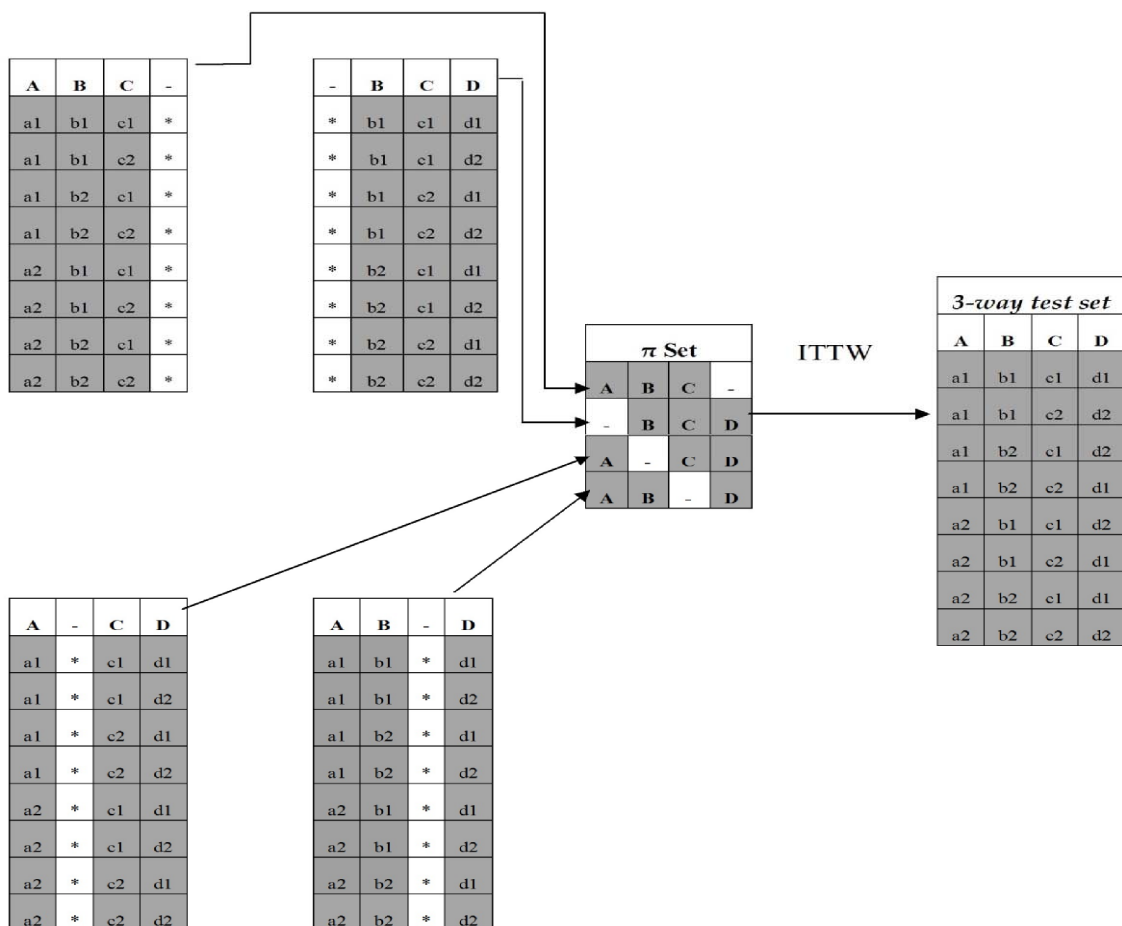 A B C -
a1 b1 c1 *
a1 b1 c2 *
a1 b2 c1 *
a1 b2 c2 *
a2 b1 c1 *
a2 b1 c2 *
a2 b2 c1 *
a2 b2 c2 *
- B C D
* b1 c1 d1
* b1 c1 d2
* b1 c2 d1
* b1 c2 d2
* b2 c1 d1
* b2 c1 d2
* b2 c2 d1
* b2 c2 d2
π Set
A B C -
- B C D
A - C D
A B - D
ITTW
3-way test set
A B C D
a1 b1 c1 d1
a1 b1 c2 d2
a1 b2 c1 d2
a1 b2 c2 d1
a2 b1 c1 d2
a2 b1 c2 d1
a2 b2 c1 d1
a2 b2 c2 d2
A - C D
a1 * c1 d1
a1 * c1 d2
a1 * c2 d1
a1 * c2 d2
a2 * c1 d1
a2 * c1 d2
a2 * c2 d1
a2 * c2 d2
A B - D
a1 b1 * d1
a1 b1 * d2
a1 b2 * d1
a1 b2 * d2
a2 b1 * d1
a2 b1 * d2
a2 b2 * d1
a2 b2 * d2